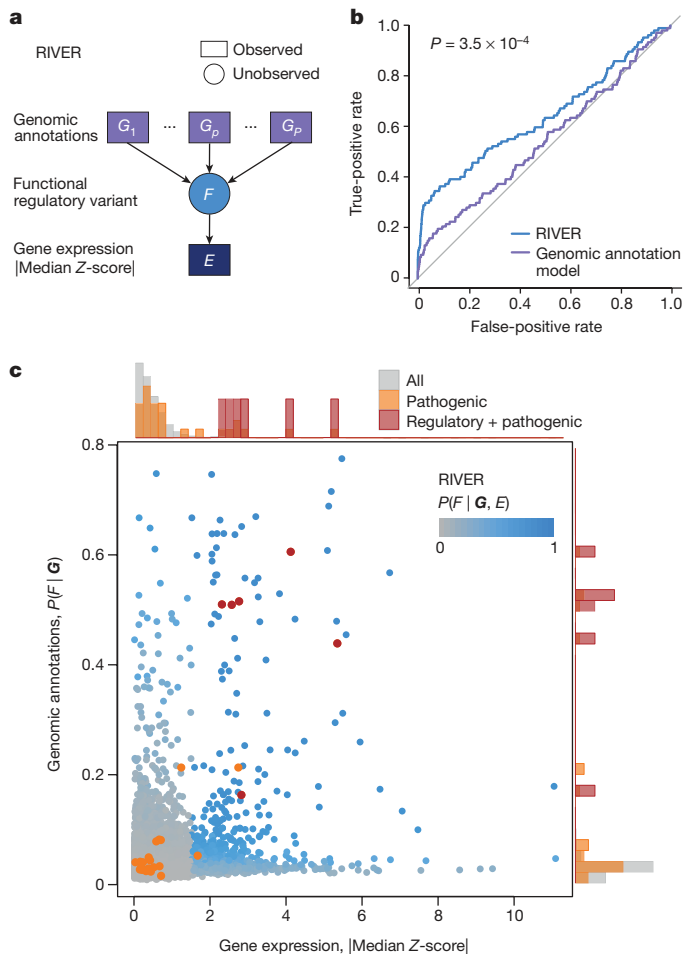 a
RIVER
Observed
Unobserved
Genomic
annotations
G1 ... Gp ... GP
Functional
regulatory variant
F
Gene expression
|Median Z-score|
E
b
P = 3.5 × 10–4
True-positive rate
1.0
0.8
0.6
0.4
0.2
0
RIVER
Genomic annotation
model
0 0.2 0.4 0.6 0.8 1.0
False-positive rate
c
All
Pathogenic
Regulatory + pathogenic
Genomic annotations, P(F | G)
0.8
0.6
0.4
0.2
0
RIVER
P(F | G, E)
0 1
0 2 4 6 8 10
Gene expression, |Median Z-score|